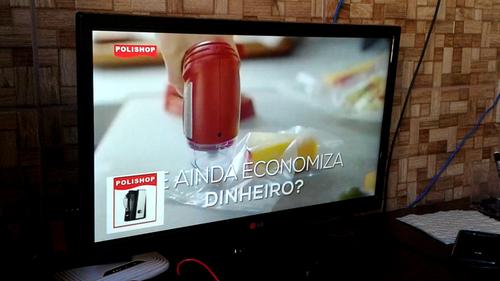 POLISHOP
E AINDA ECONOMIZA
DINHEIRO?
POLISHOP
LG